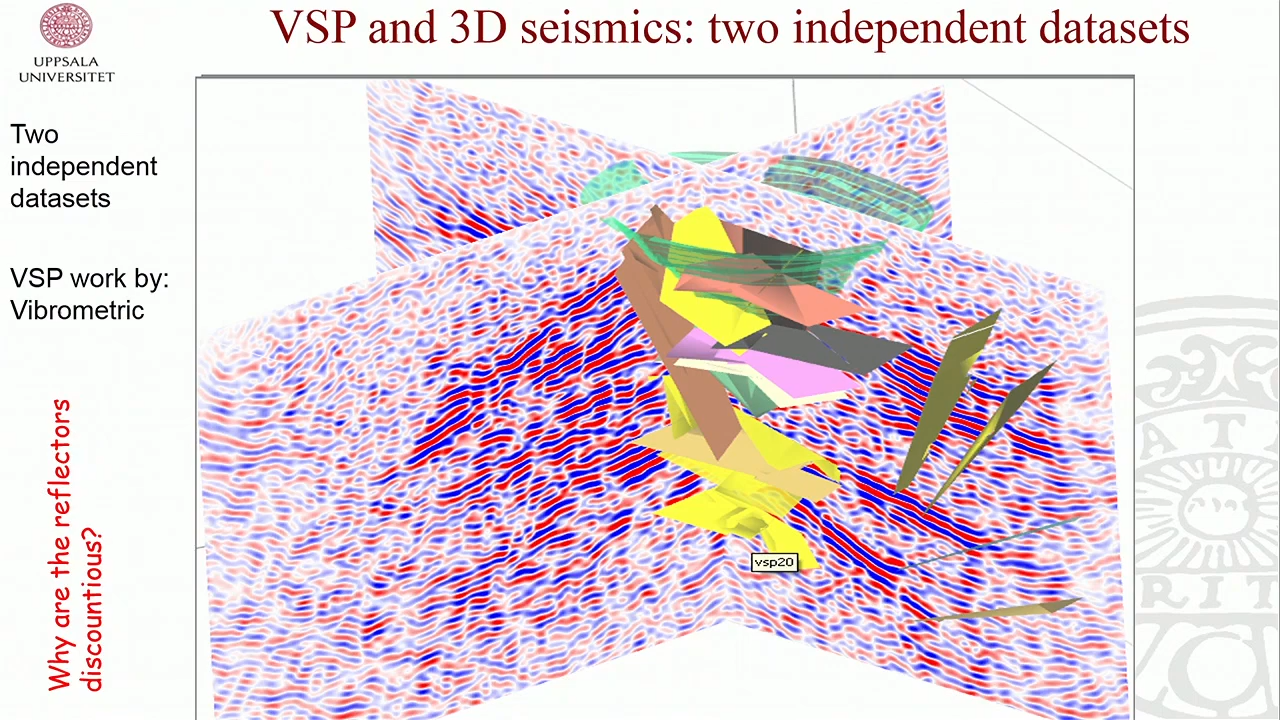 VSP and 3D seismics: two independent datasets
UPPSALA
UNIVERSITET
Two
independent
datasets
VSP work by:
Vibrometric
Why are the reflectors
discountious?
vsp20